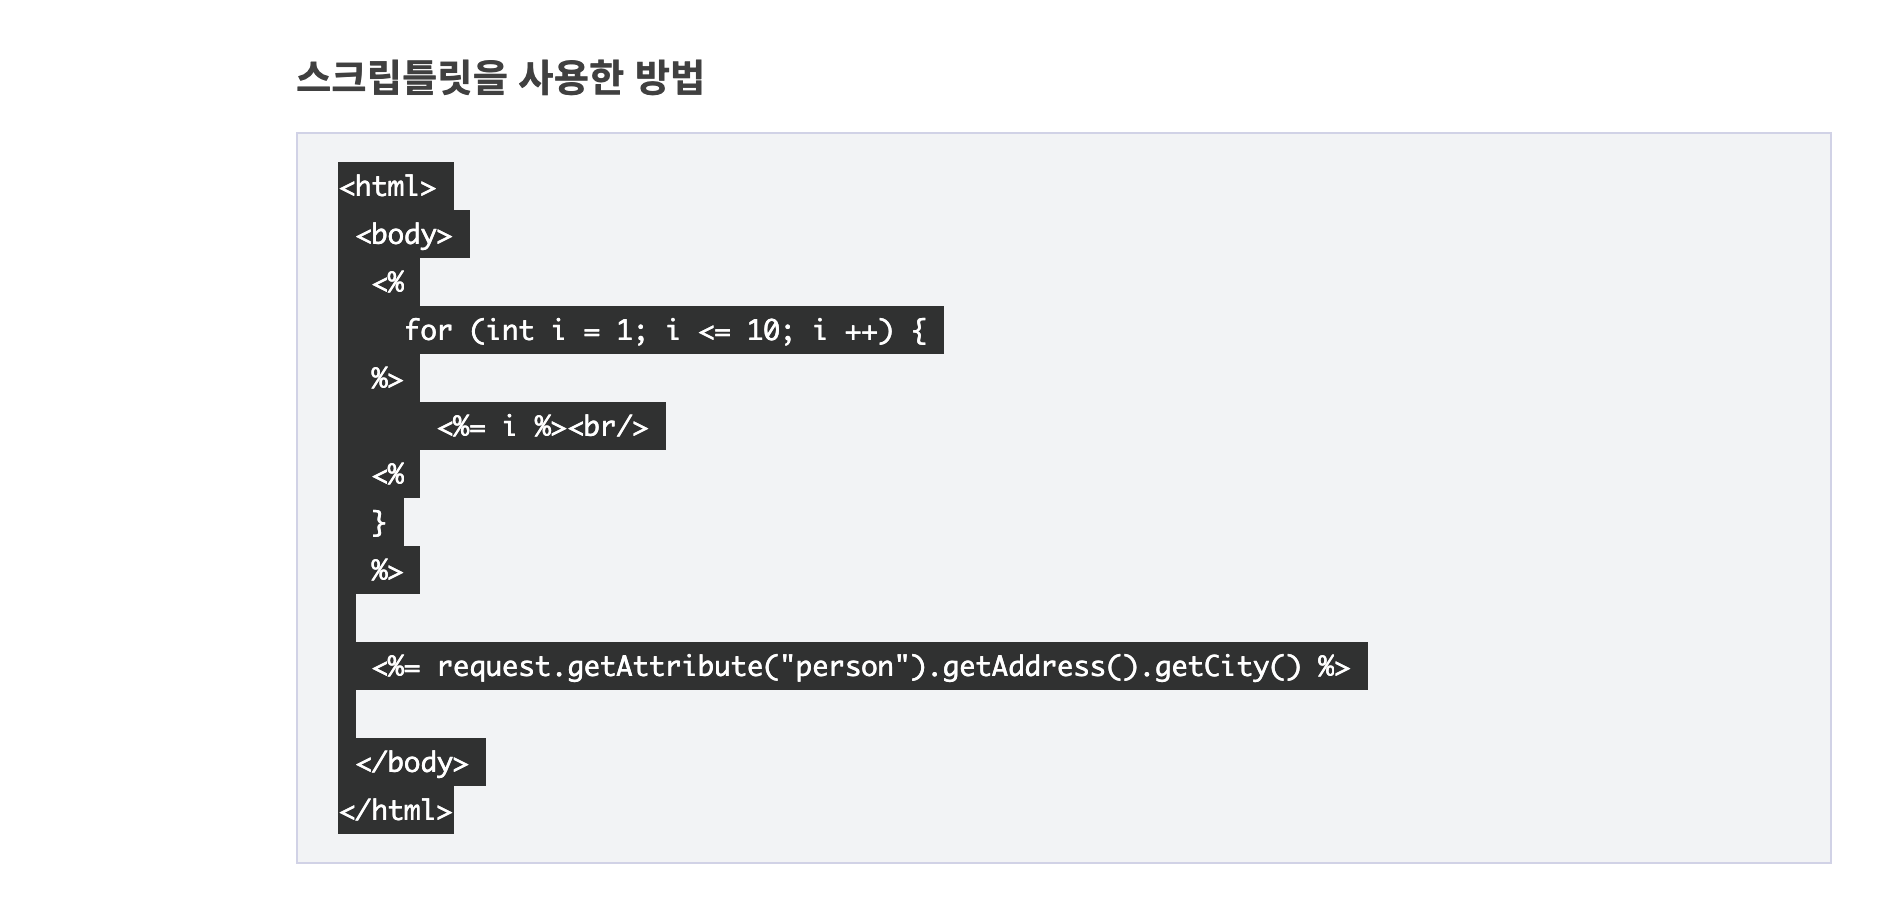 스크립틀릿을 사용한 방법
<html>
<body>
<%
for (int i = 1; i <= 10; i ++) {
%>
<%= i %><br/>
<%
}
%>
<%= request.getAttribute("person").getAddress().getCity() %>
</body>
</html>